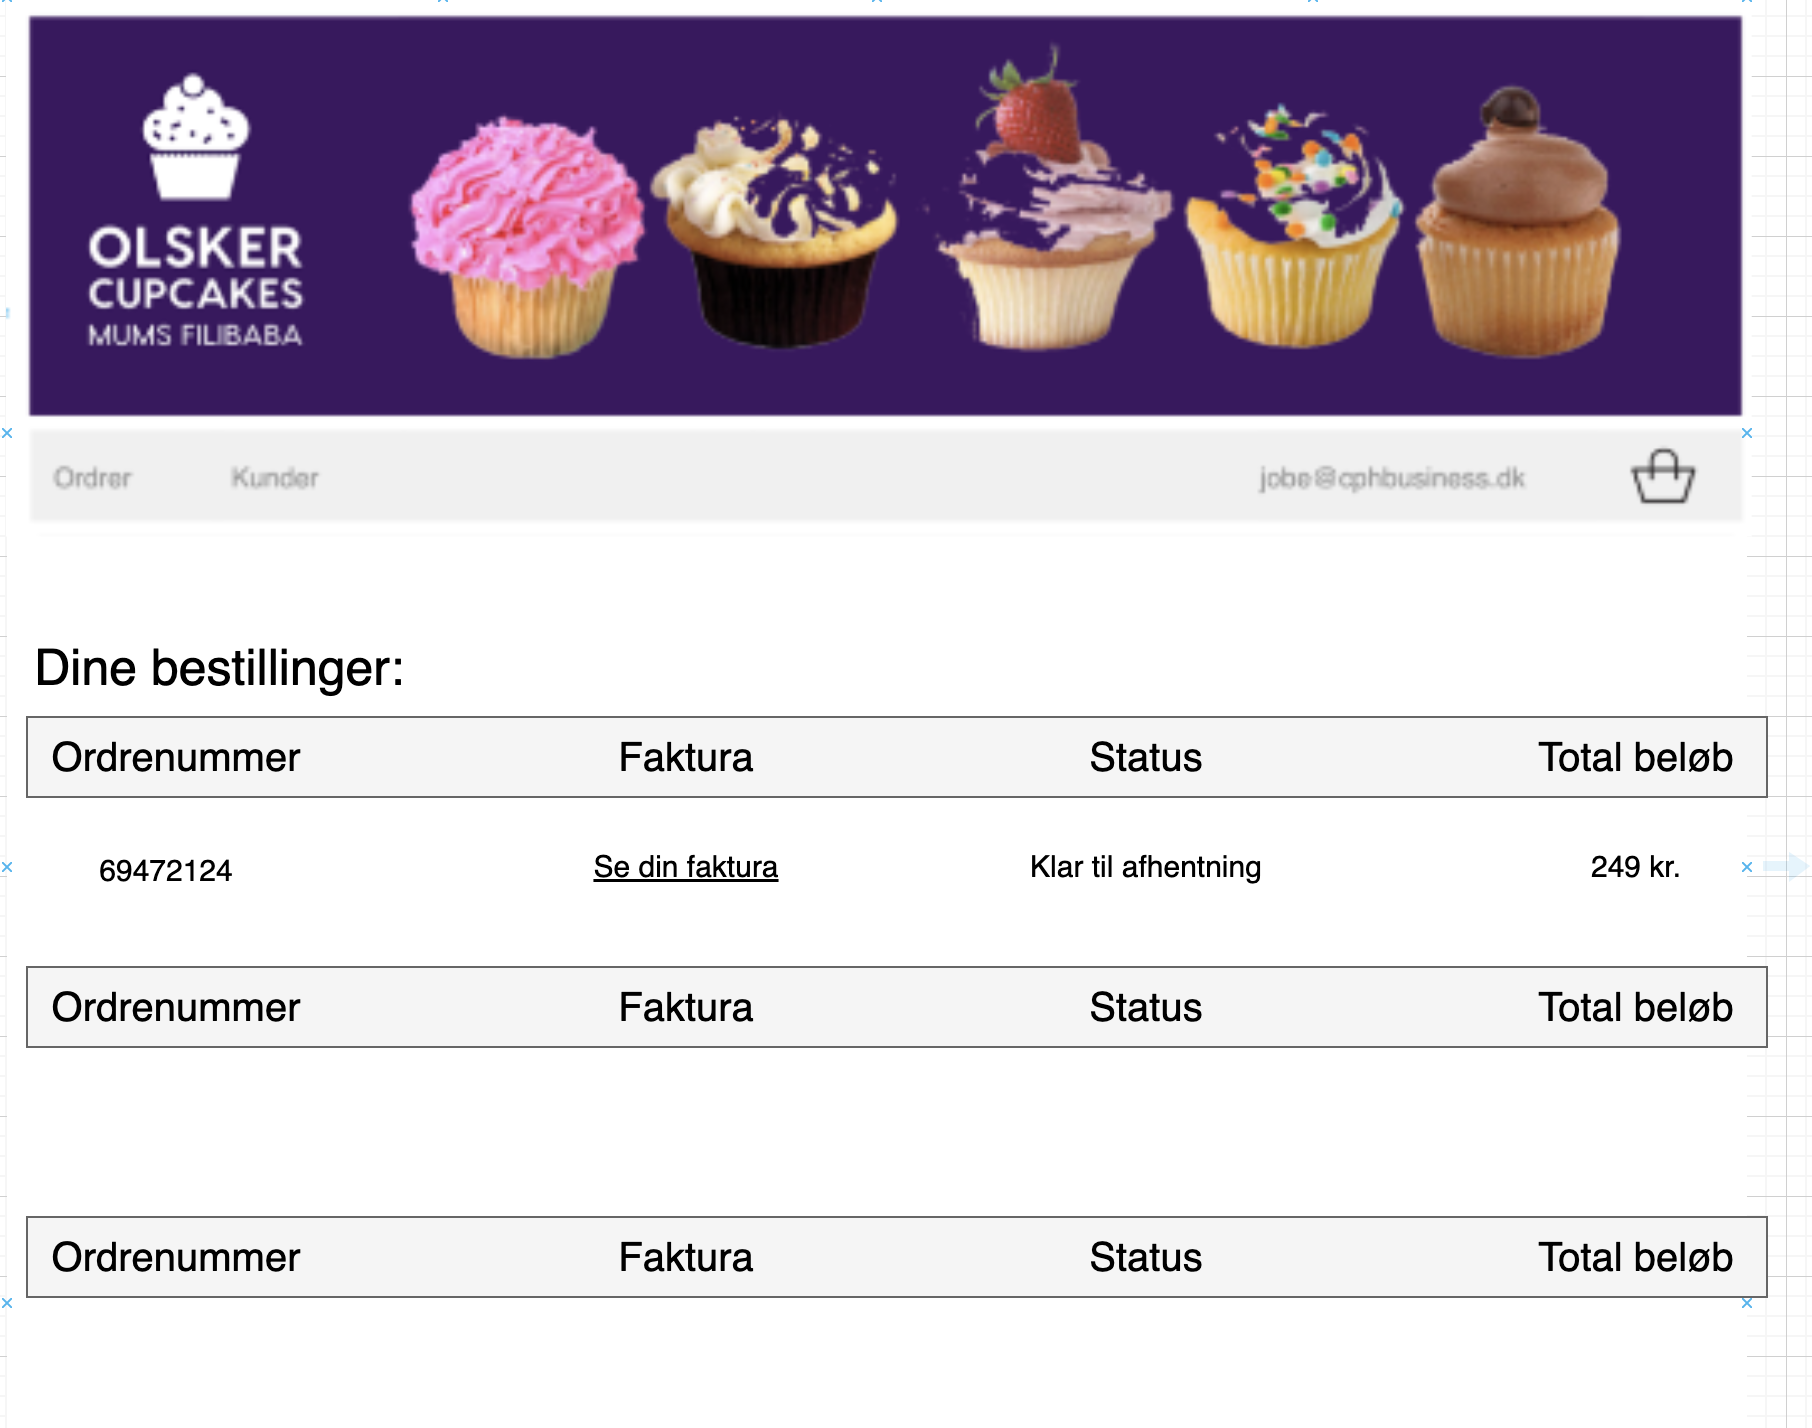 OLSKER
CUPCAKES
MUMS FILIBABA
Ordrer Kunder jobe@cphbusiness.dk
Dine bestillinger:
Ordrenummer Faktura Status Total beløb
69472124 Se din faktura Klar til afhentning 249 kr.
Ordrenummer Faktura Status Total beløb
Ordrenummer Faktura Status Total beløb